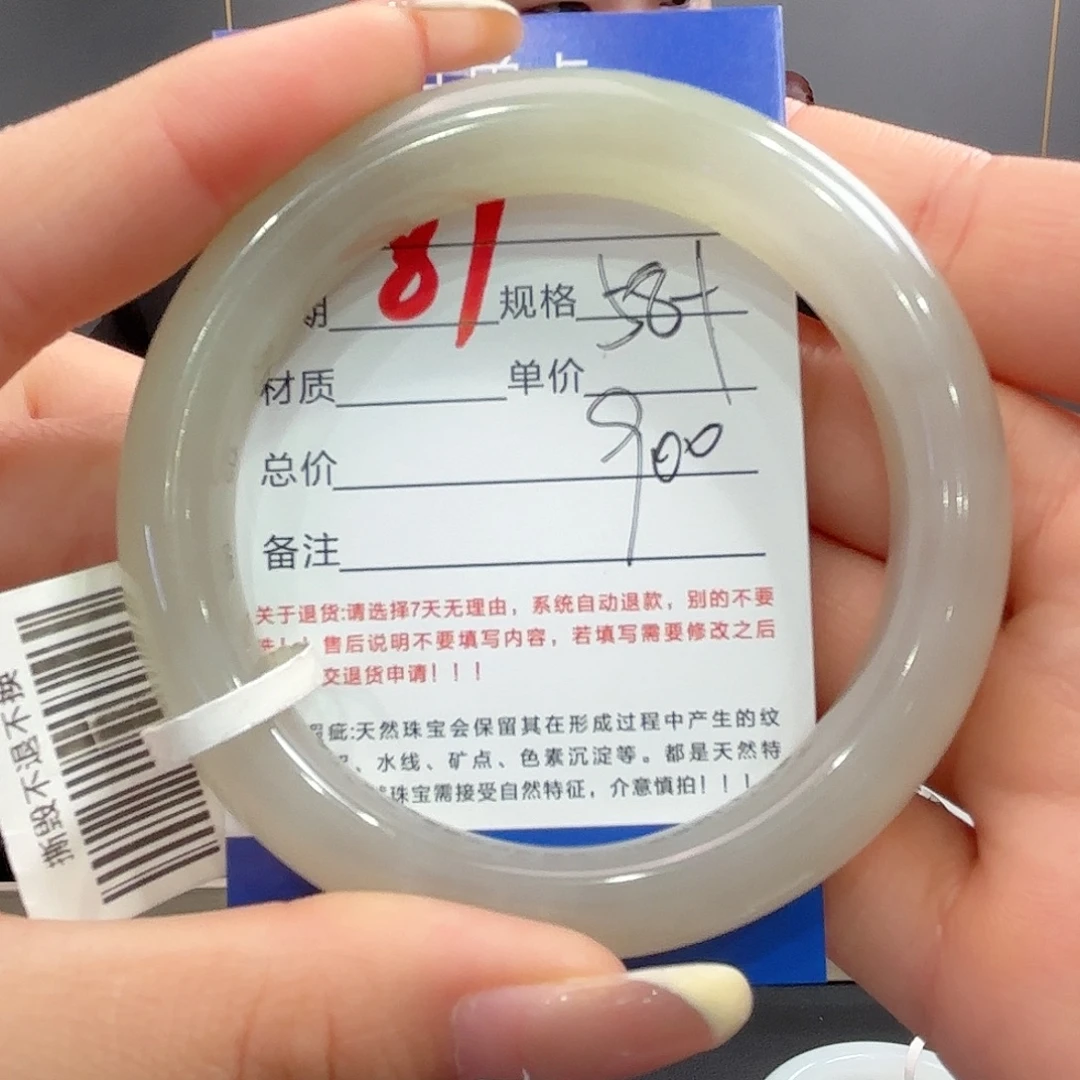 81
期 规格 58+
材质 单价
总价 900
备注
关于退货:请选择7天无理由，系统自动退款，别的不要
选！！售后说明不要填写内容，若填写需要修改之后
交退货申请！！！
瑕疵:天然珠宝会保留其在形成过程中产生的纹
、水线、矿点、色素沉淀等。都是天然特
珠宝需接受自然特征，介意慎拍！！！
撕毁不退不换